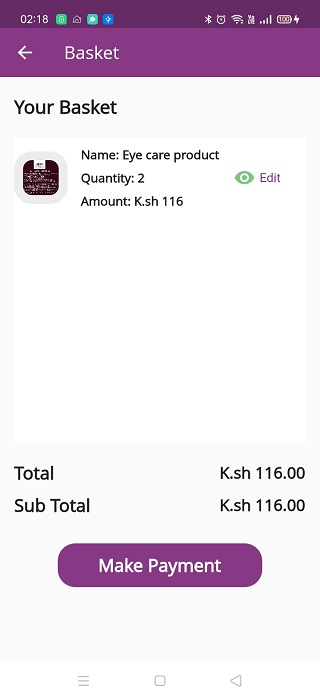 02:18
100
Basket
Your Basket
Name: Eye care product
Quantity: 2
Edit
Amount: K.sh 116
Total K.sh 116.00
Sub Total K.sh 116.00
Make Payment